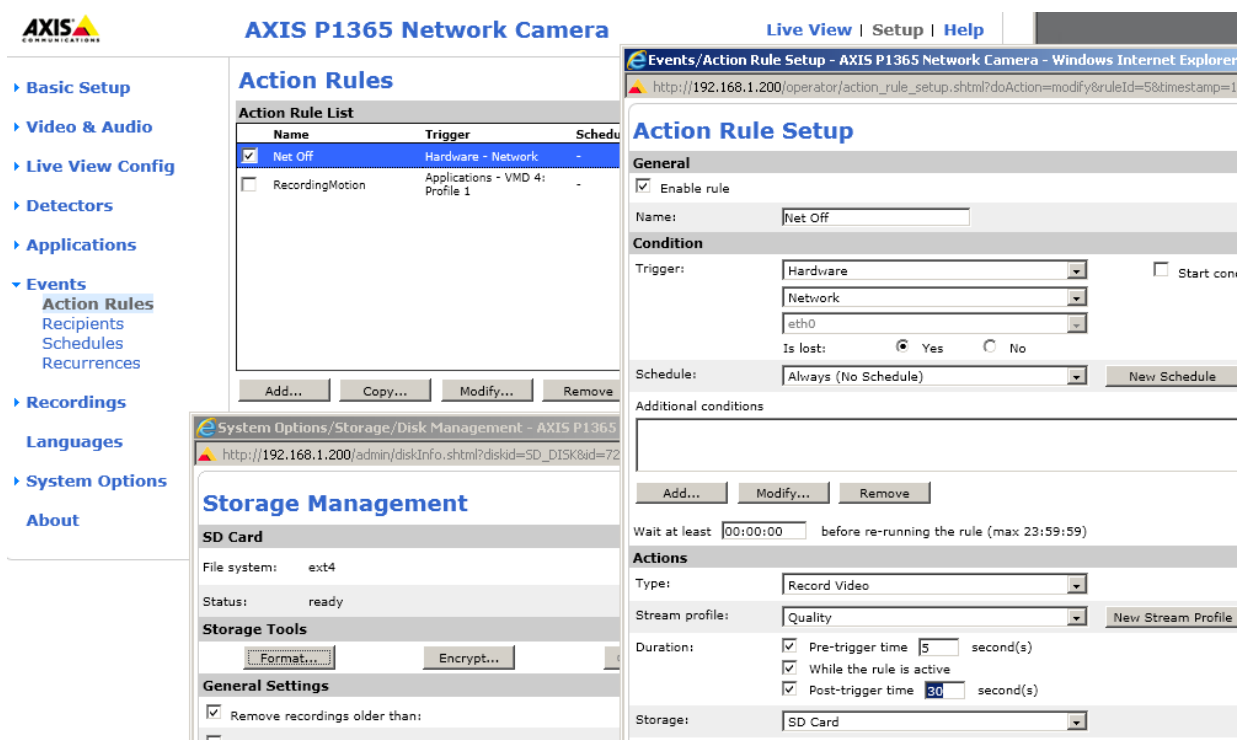 AXIS
COMMUNICATIONS
AXIS P1365 Network Camera
Live View | Setup | Help
Basic Setup
Video & Audio
Live View Config
Detectors
Applications
Events
Action Rules
Recipients
Schedules
Recurrences
Recordings
Languages
System Options
About
Action Rules
Action Rule List
Name Trigger Schedu
Net Off Hardware - Network -
RecordingMotion Applications - VMD 4: Profile 1 -
Add... Copy... Modify... Remove
System Options/Storage/Disk Management - AXIS P1365
http://192.168.1.200/admin/diskInfo.shtml?diskid=SD_DISK&id=72
Storage Management
SD Card
File system: ext4
Status: ready
Storage Tools
Format... Encrypt...
General Settings
Remove recordings older than:
Events/Action Rule Setup - AXIS P1365 Network Camera - Windows Internet Explorer
http://192.168.1.200/operator/action_rule_setup.shtml?doAction=modify&ruleId=5&timestamp=1
Action Rule Setup
General
Enable rule
Name: Net Off
Condition
Trigger: Hardware Start con
Network
eth0
Is lost: Yes No
Schedule: Always (No Schedule) New Schedule
Additional conditions
Add... Modify... Remove
Wait at least 00:00:00 before re-running the rule (max 23:59:59)
Actions
Type: Record Video
Stream profile: Quality New Stream Profile
Duration: Pre-trigger time 5 second(s)
While the rule is active
Post-trigger time 30 second(s)
Storage: SD Card